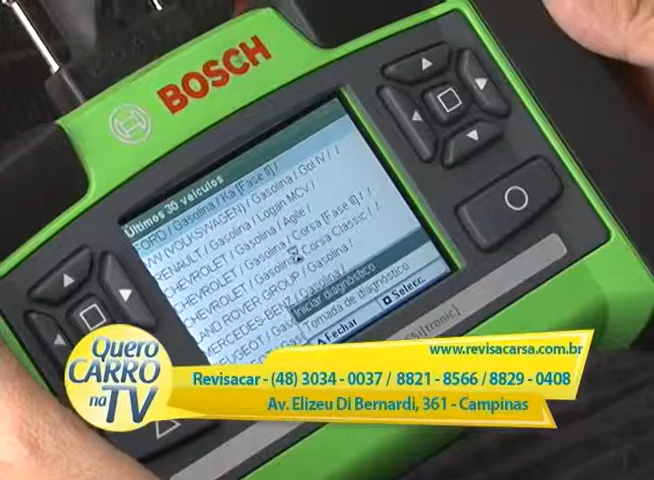 BOSCH
Últimos 30 veículos
FORD / Gasolina / Ka [Fase II] /
VW (VOLKSWAGEN) / Gasolina / Gol IV / /
RENAULT / Gasolina / Logan MCV /
CHEVROLET / Gasolina / Agile /
CHEVROLET / Gasolina / Corsa [Fase II] / /
CHEVROLET / Gasolina / Corsa Classic / /
LAND ROVER GROUP / Gasolina /
MERCEDES-BENZ / Gasolina /
PEUGEOT / Gas
Iniciar diagnóstico
Tomada de diagnóstico
Fechar
Selecc.
[tronic]
Quero
CARRO
na
TV
www.revisacarsa.com.br
Revisacar - (48) 3034 - 0037 / 8821 - 8566 / 8829 - 0408
Av. Elizeu Di Bernardi, 361 - Campinas